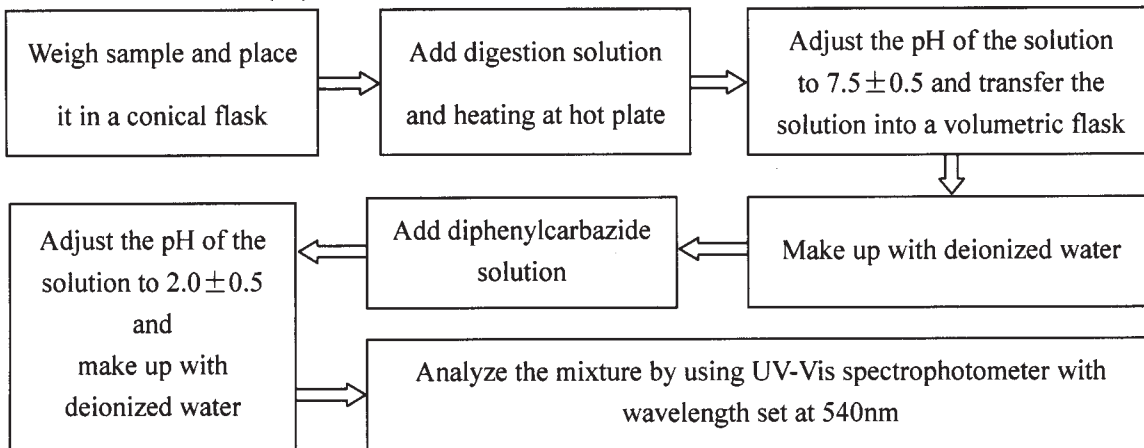 Weigh sample and place
it in a conical flask
Add digestion solution
and heating at hot plate
Adjust the pH of the solution
to 7.5±0.5 and transfer the
solution into a volumetric flask
Make up with deionized water
Add diphenylcarbazide
solution
Adjust the pH of the
solution to 2.0±0.5
and
make up with
deionized water
Analyze the mixture by using UV-Vis spectrophotometer with
wavelength set at 540nm